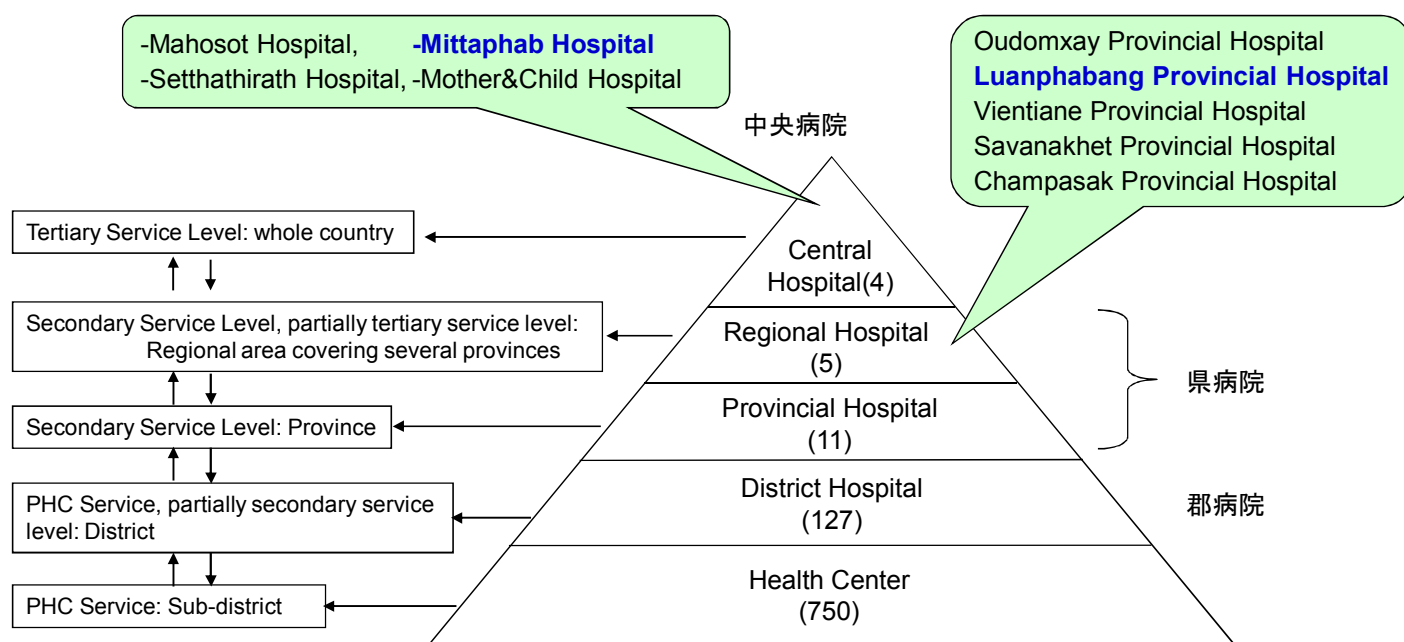 -Mahosot Hospital, -Mittaphab Hospital
-Setthathirath Hospital, -Mother&Child Hospital
Oudomxay Provincial Hospital
Luanphabang Provincial Hospital
Vientiane Provincial Hospital
Savanakhet Provincial Hospital
Champasak Provincial Hospital
中央病院
Tertiary Service Level: whole country
Central
Hospital(4)
Secondary Service Level, partially tertiary service level:
Regional area covering several provinces
Regional Hospital
(5)
県病院
Secondary Service Level: Province
Provincial Hospital
(11)
PHC Service, partially secondary service
level: District
District Hospital
(127)
郡病院
PHC Service: Sub-district
Health Center
(750)